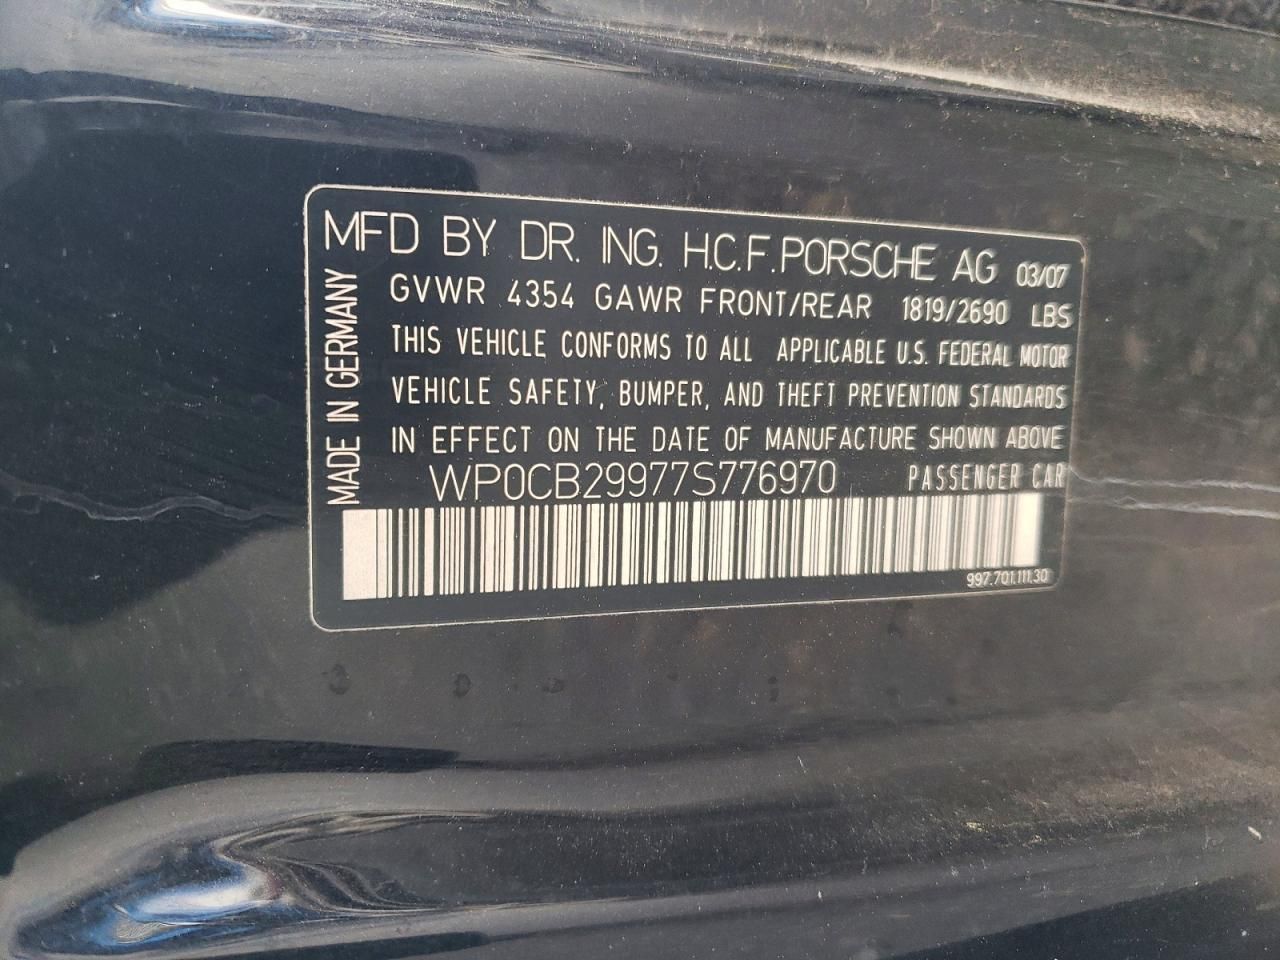 MFD BY DR. ING. H.C.F. PORSCHE AG 03/07
GVWR 4354 GAWR FRONT/REAR 1819/2690 LBS
THIS VEHICLE CONFORMS TO ALL APPLICABLE U.S. FEDERAL MOTOR
VEHICLE SAFETY, BUMPER, AND THEFT PREVENTION STANDARDS
IN EFFECT ON THE DATE OF MANUFACTURE SHOWN ABOVE
WP0CB29977S776970 PASSENGER CAR
997.701.111.30
MADE IN GERMANY